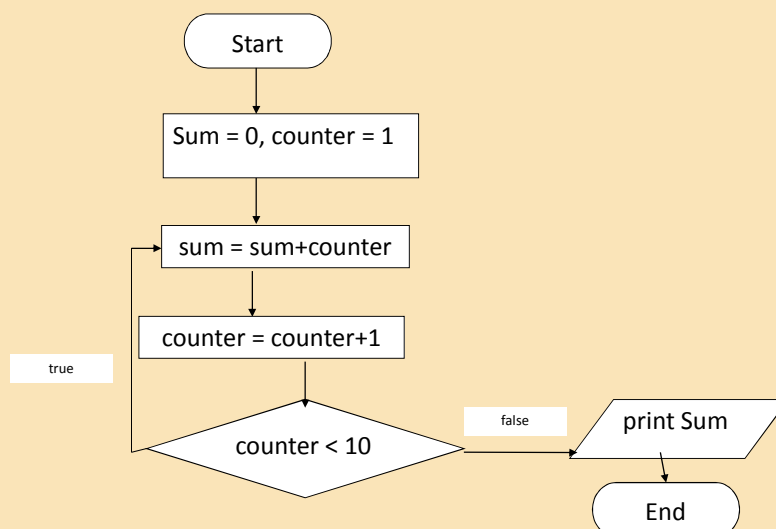 Start
Sum = 0, counter = 1
sum = sum+counter
counter = counter+1
true
counter < 10
false
print Sum
End